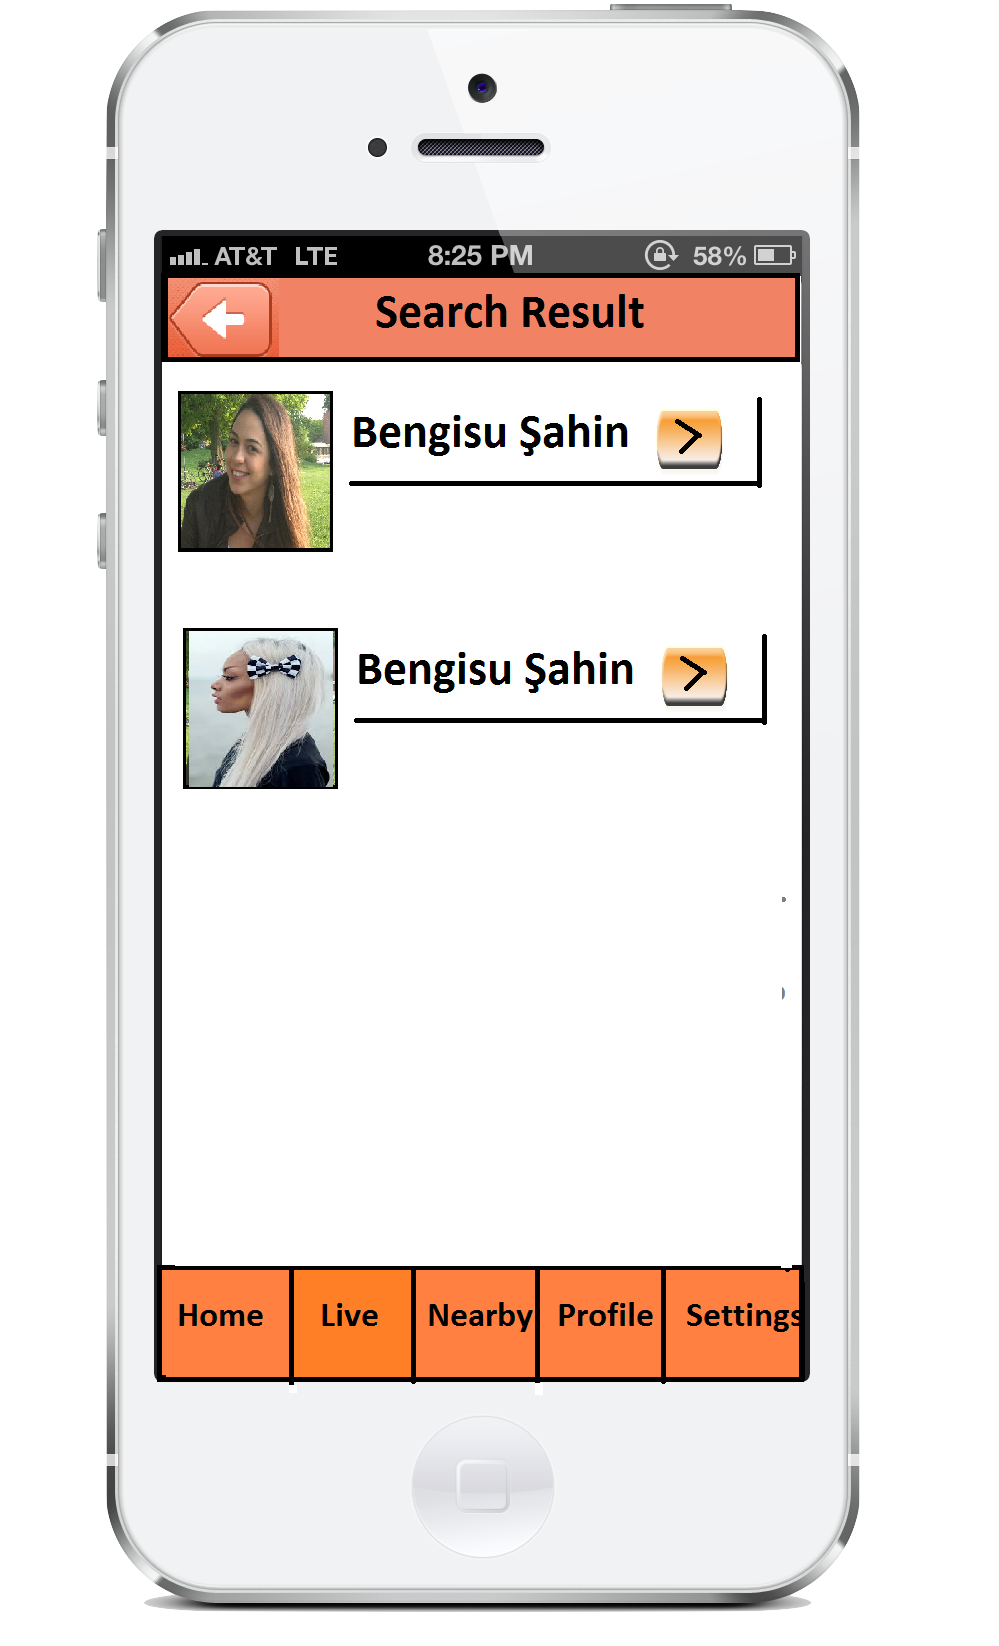 AT&T LTE 8:25 PM 58%
Search Result
Bengisu Şahin >
Bengisu Şahin >
Home Live Nearby Profile Settings